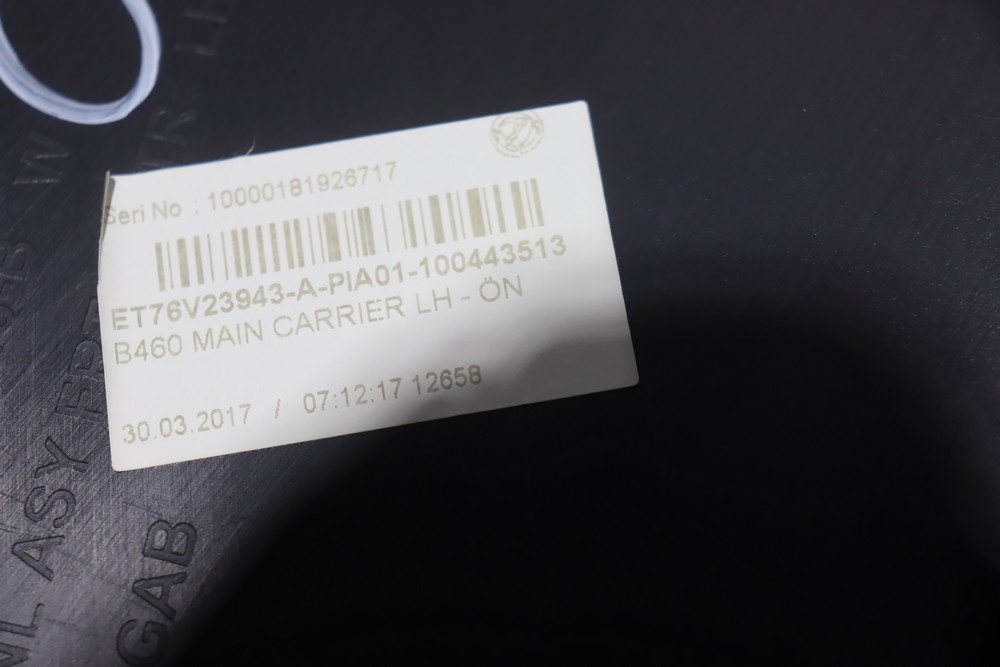 Seri No : 10000181926717
ET76V23943-A-PIA01-100443513
B460 MAIN CARRIER LH - ÖN
30.03.2017 / 07:12:17 12658
ASY
GAB